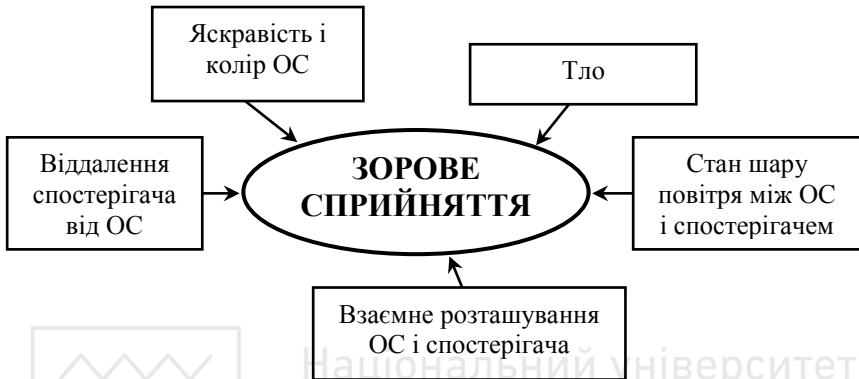 Яскравість і
колір ОС
Тло
Віддалення
спостерігача
від ОС
ЗОРОВЕ
СПРИЙНЯТТЯ
Стан шару
повітря між ОС
і спостерігачем
Взаємне розташування
ОС і спостерігача
Національний університет